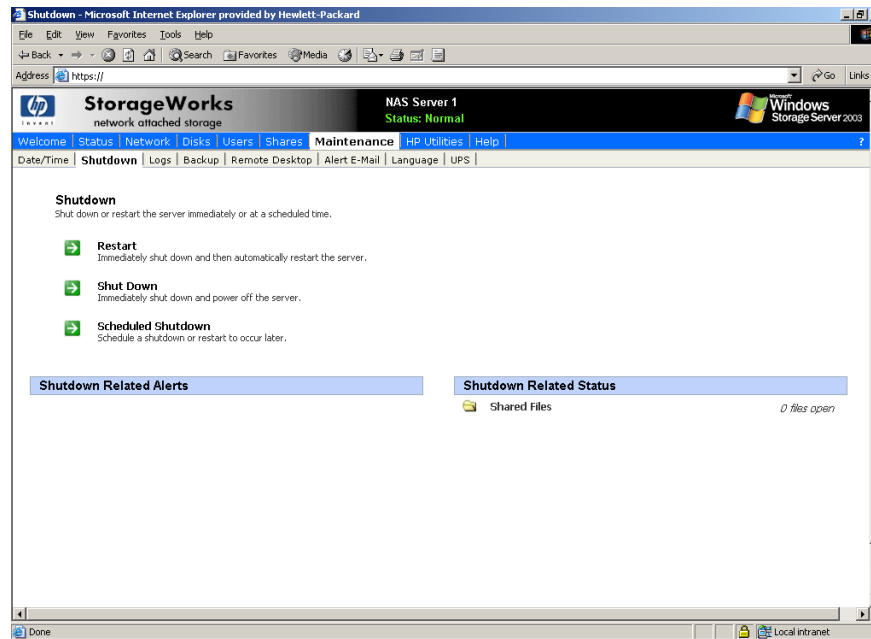 Shutdown - Microsoft Internet Explorer provided by Hewlett-Packard
File Edit View Favorites Tools Help
Back Search Favorites Media
Address https:// Go Links
hp invent
StorageWorks
network attached storage
NAS Server 1
Status: Normal
Microsoft
Windows
Storage Server 2003
Welcome | Status | Network | Disks | Users | Shares | Maintenance | HP Utilities | Help | ?
Date/Time | Shutdown | Logs | Backup | Remote Desktop | Alert E-Mail | Language | UPS |
Shutdown
Shut down or restart the server immediately or at a scheduled time.
Restart
Immediately shut down and then automatically restart the server.
Shut Down
Immediately shut down and power off the server.
Scheduled Shutdown
Schedule a shutdown or restart to occur later.
Shutdown Related Alerts
Shutdown Related Status
Shared Files 0 files open
Done Local intranet